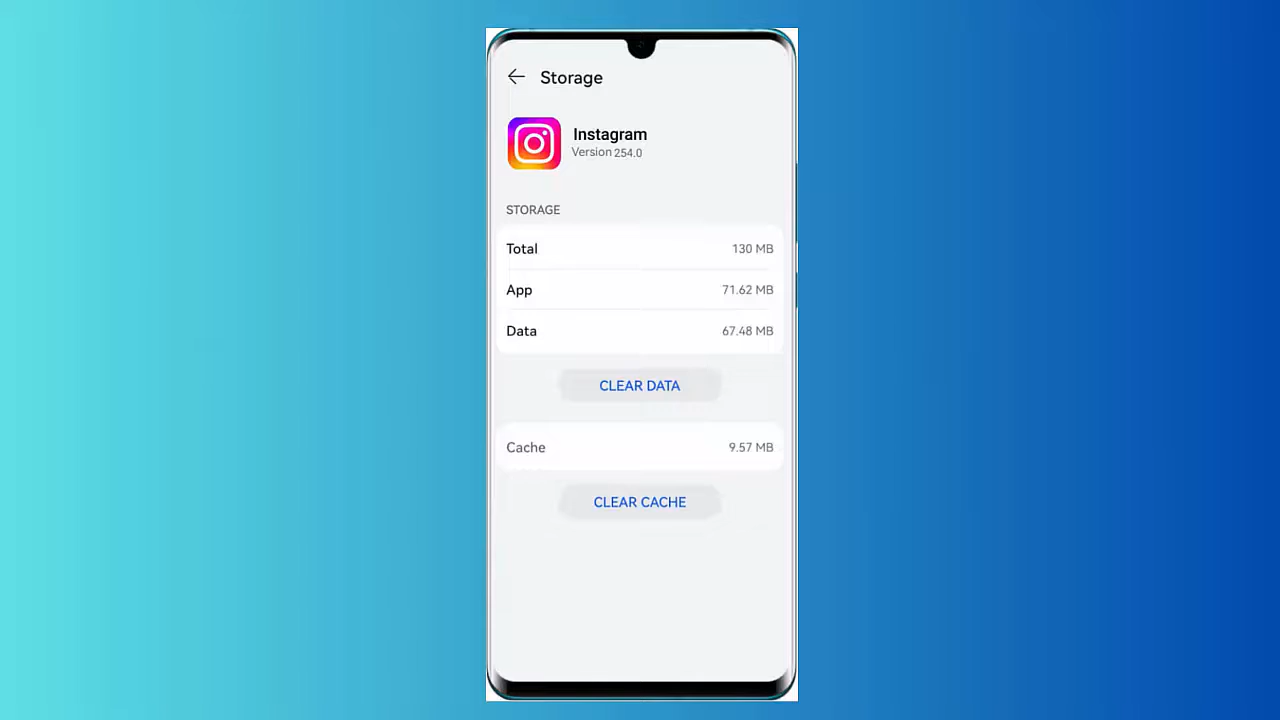 Storage
Instagram
Version 254.0
STORAGE
Total 130 MB
App 71.62 MB
Data 67.48 MB
CLEAR DATA
Cache 9.57 MB
CLEAR CACHE